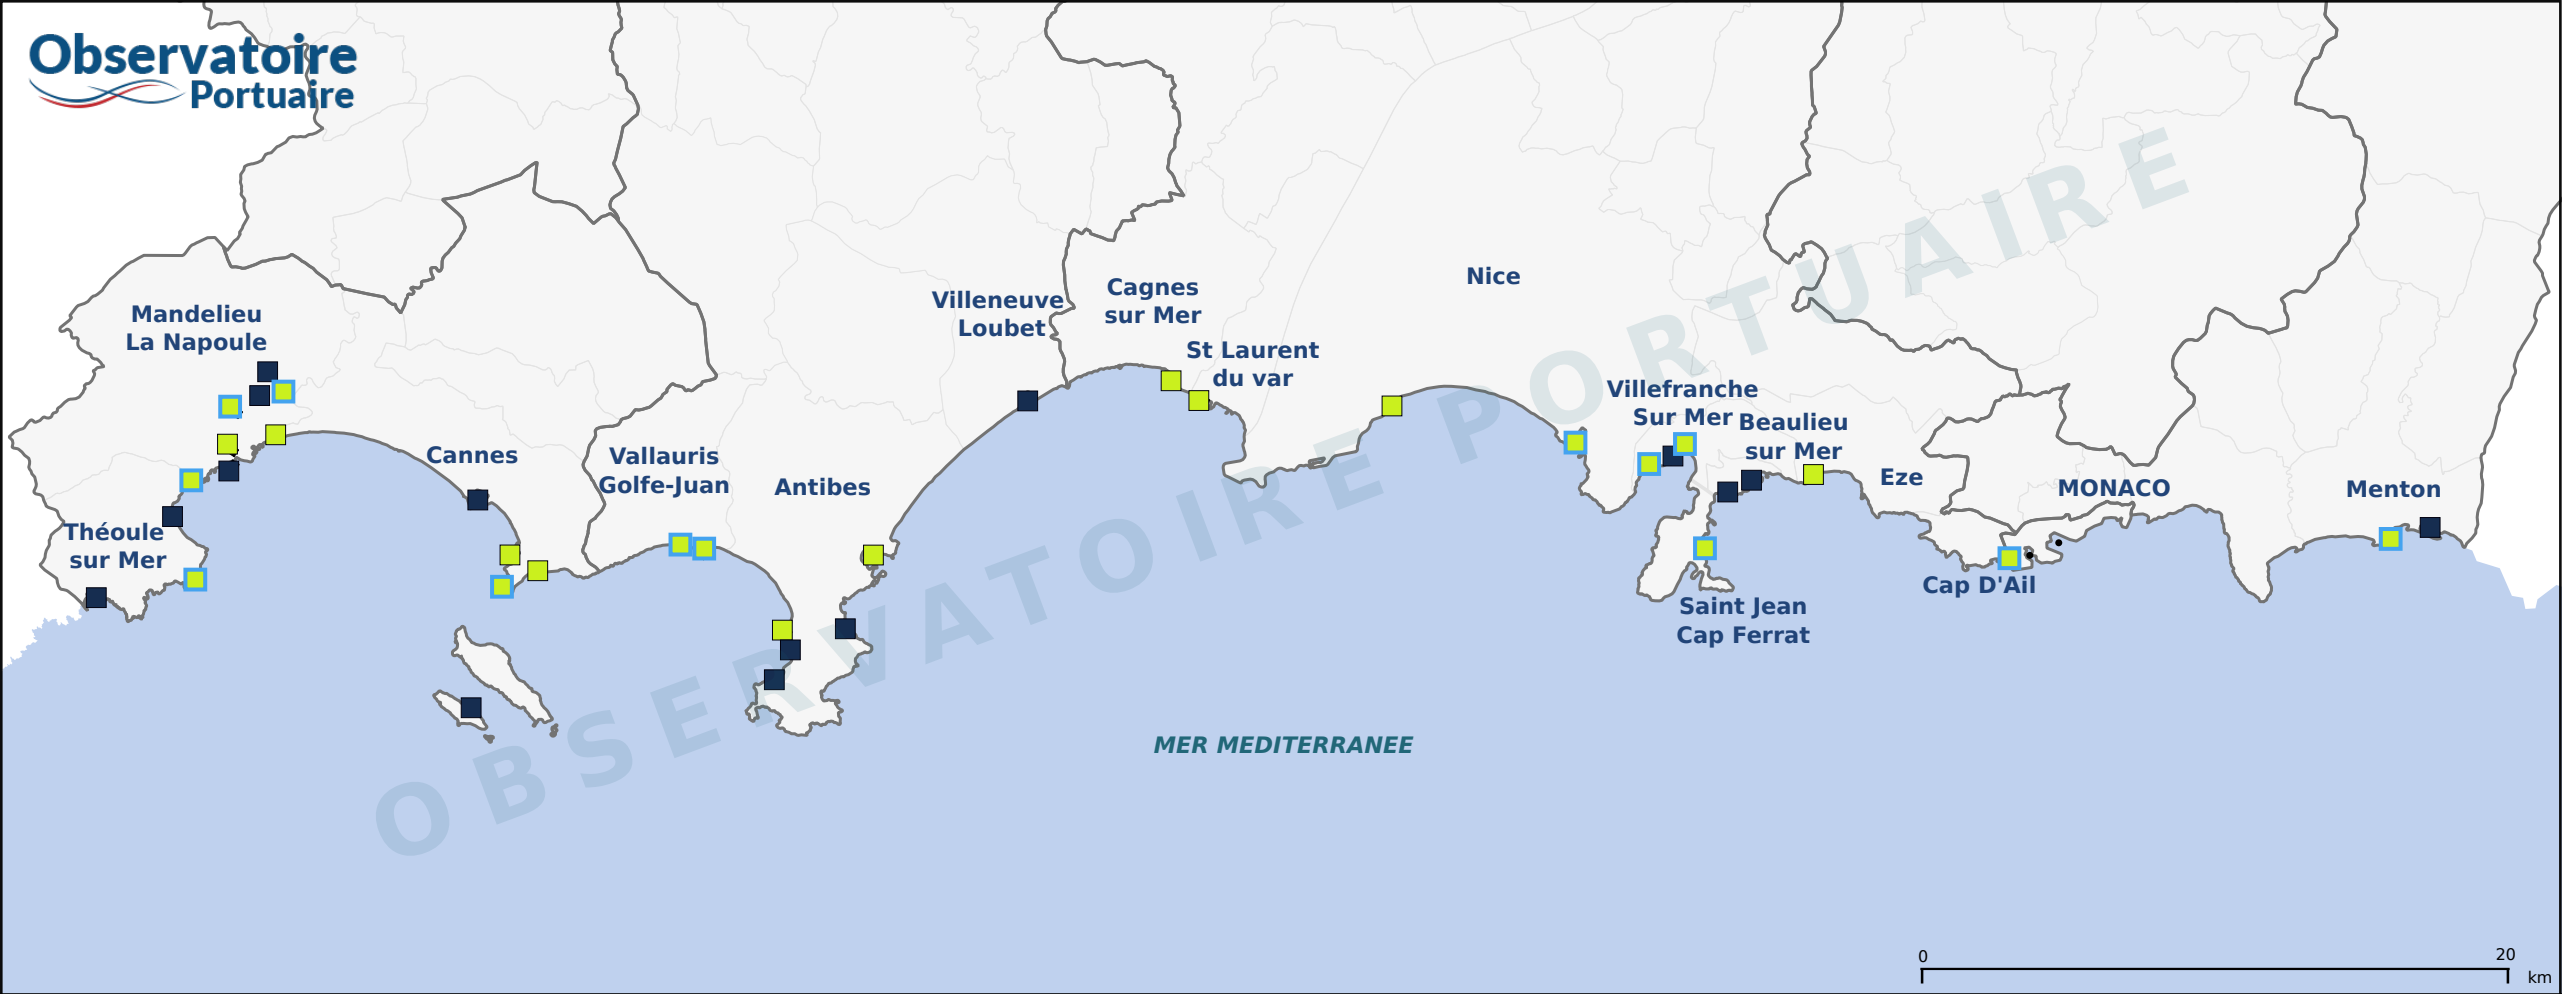 Observatoire
Portuaire
Mandelieu
La Napoule
Théoule
sur Mer
Cannes
Vallauris
Golfe-Juan
Antibes
Villeneuve
Loubet
Cagnes
sur Mer
St Laurent
du var
Nice
Villefranche
Sur Mer
Beaulieu
sur Mer
Eze
Saint Jean
Cap Ferrat
Cap D'Ail
MONACO
Menton
OBSERVATOIRE PORTUAIRE
MER MEDITERRANEE
0 20
km